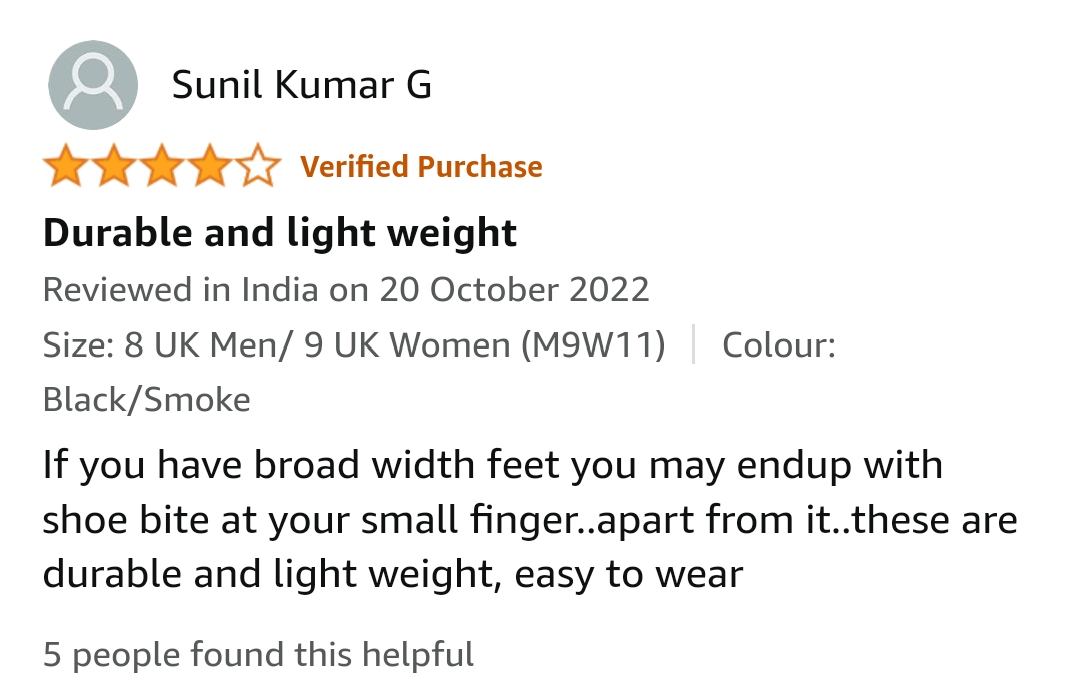 Sunil Kumar G
Verified Purchase
Durable and light weight
Reviewed in India on 20 October 2022
Size: 8 UK Men/ 9 UK Women (M9W11) | Colour:
Black/Smoke
If you have broad width feet you may endup with
shoe bite at your small finger..apart from it..these are
durable and light weight, easy to wear
5 people found this helpful